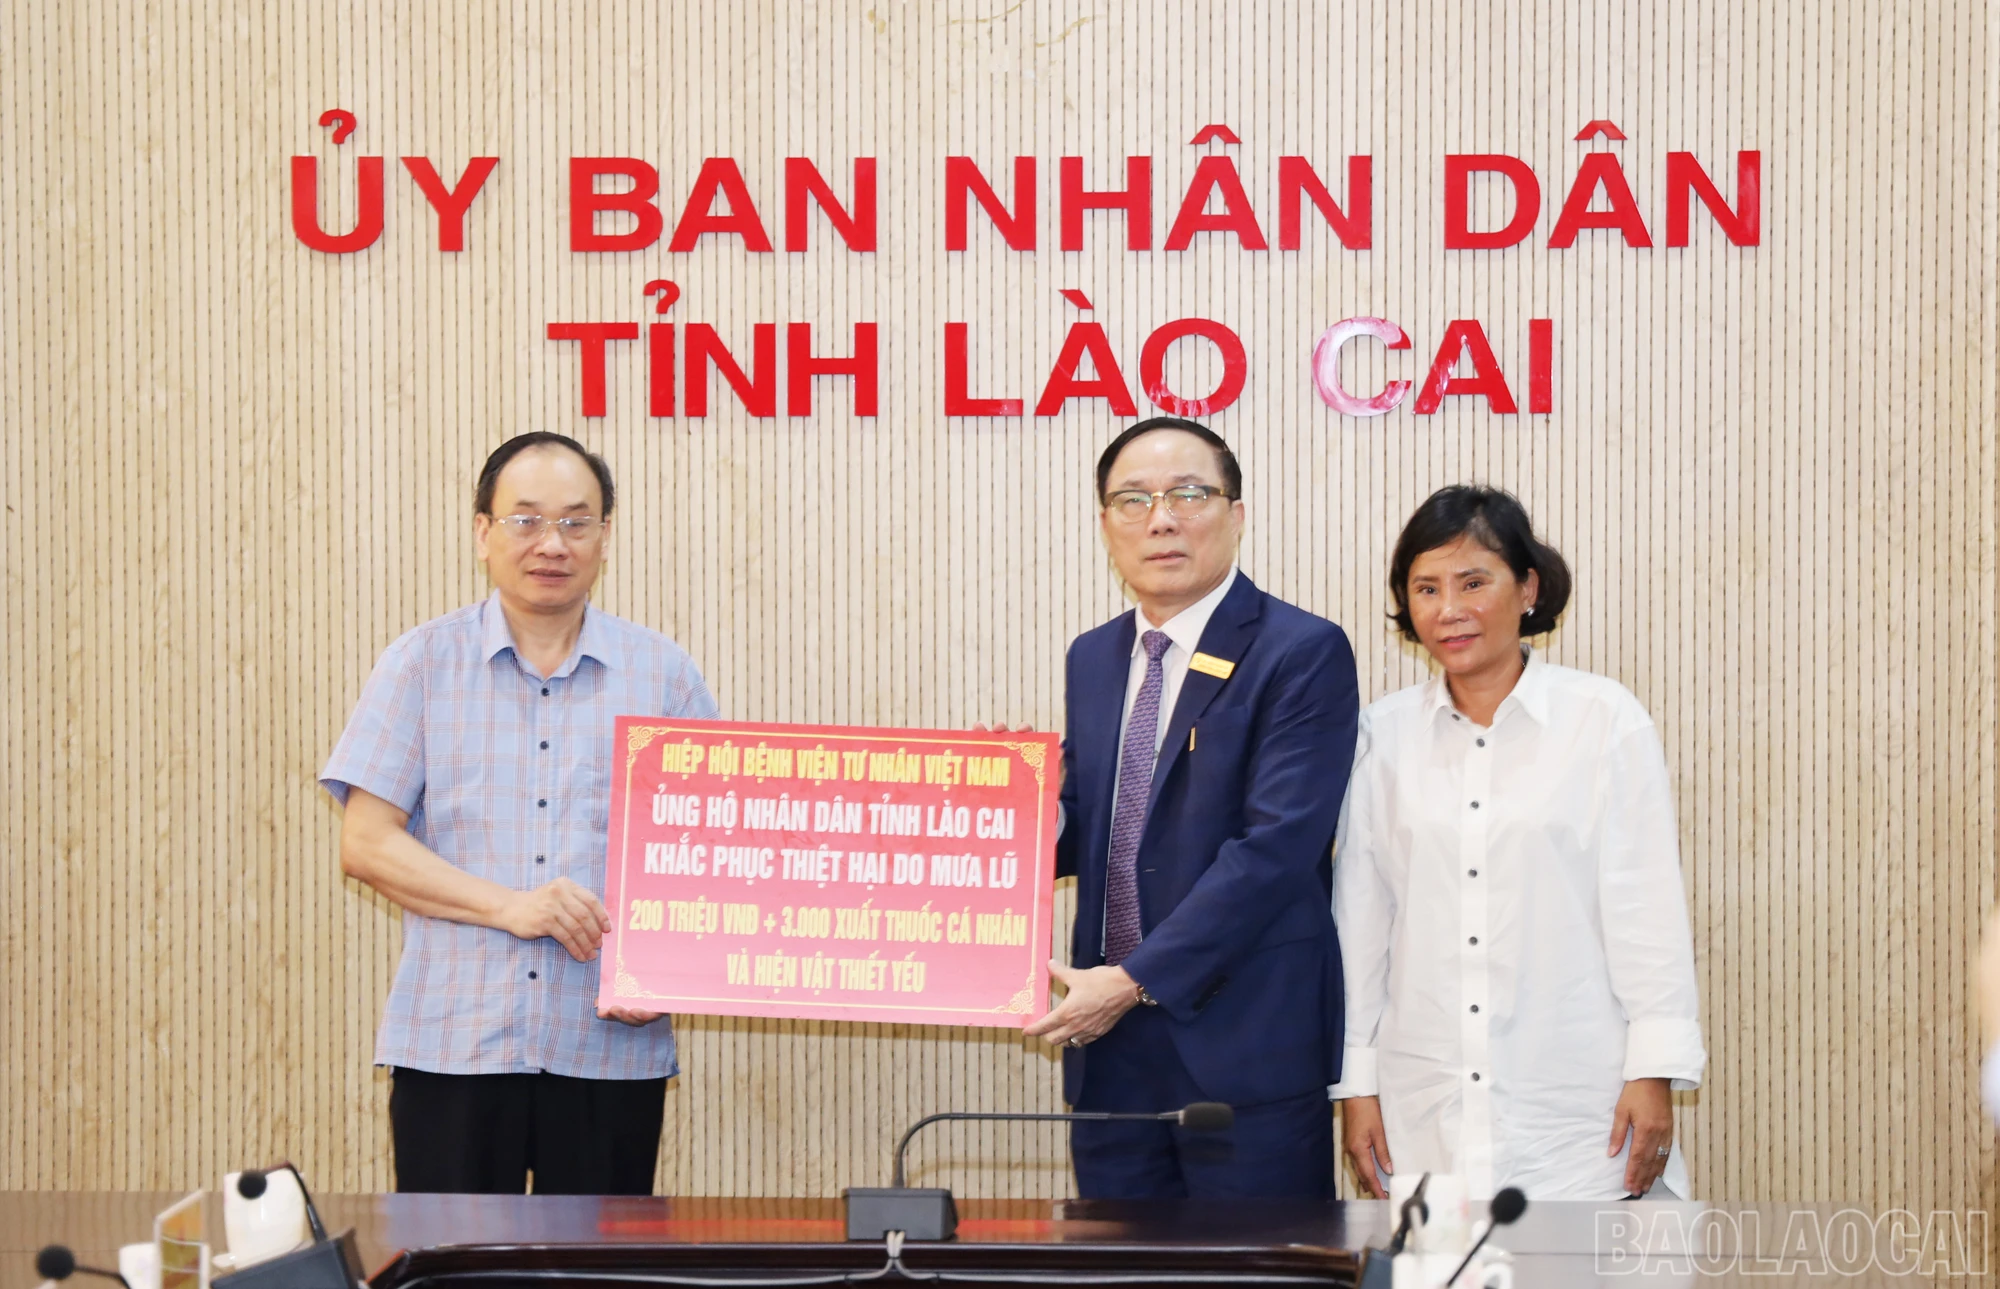 ỦY BAN NHÂN DÂN
TỈNH LÀO CAI
HIỆP HỘI BỆNH VIỆN TƯ NHÂN VIỆT NAM
ỦNG HỘ NHÂN DÂN TỈNH LÀO CAI
KHẮC PHỤC THIỆT HẠI DO MƯA LŨ
200 TRIỆU VNĐ + 3.000 XUẤT THUỐC CÁ NHÂN
VÀ HIỆN VẬT THIẾT YẾU
BAOLAOCAI